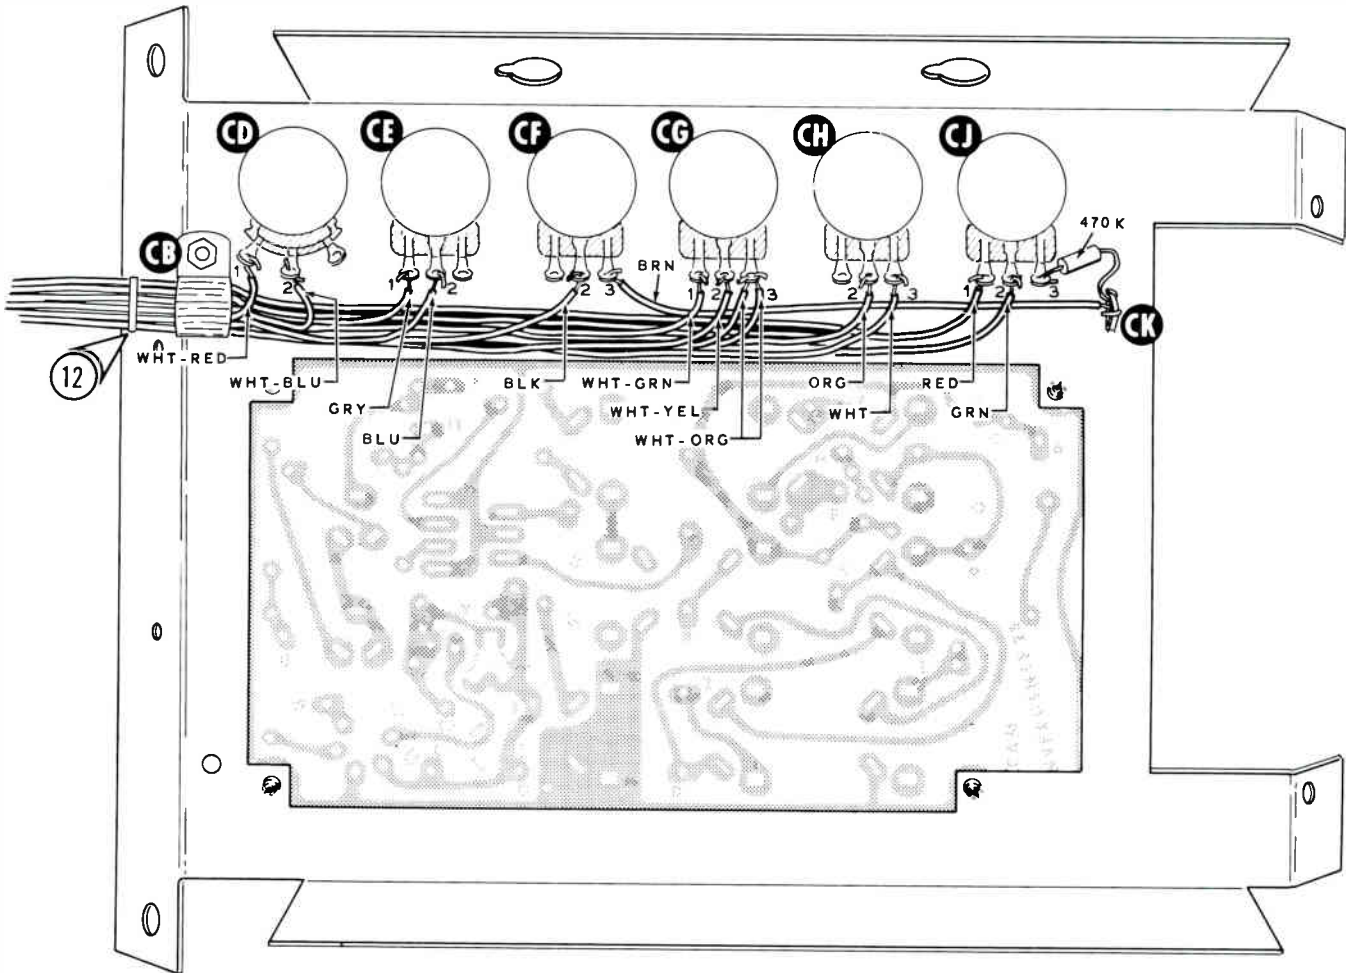 CD CE CF CG CH CJ
470 K
CB
BRN
1 2 1 2 2 3 1 2 3 2 3 1 2 3
CK
12
WHT-RED
WHT-BLU
GRY
BLU
BLK
WHT-GRN
WHT-YEL
WHT-ORG
ORG
WHT
RED
GRN